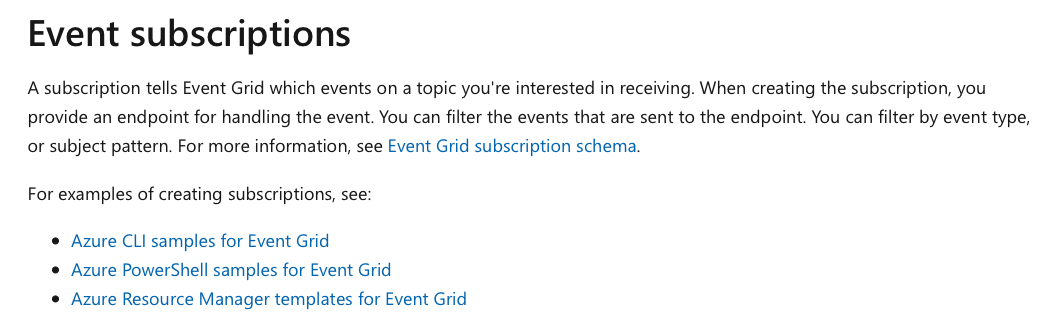 Event subscriptions
A subscription tells Event Grid which events on a topic you're interested in receiving. When creating the subscription, you
provide an endpoint for handling the event. You can filter the events that are sent to the endpoint. You can filter by event type,
or subject pattern. For more information, see Event Grid subscription schema.
For examples of creating subscriptions, see:
• Azure CLI samples for Event Grid
• Azure PowerShell samples for Event Grid
• Azure Resource Manager templates for Event Grid